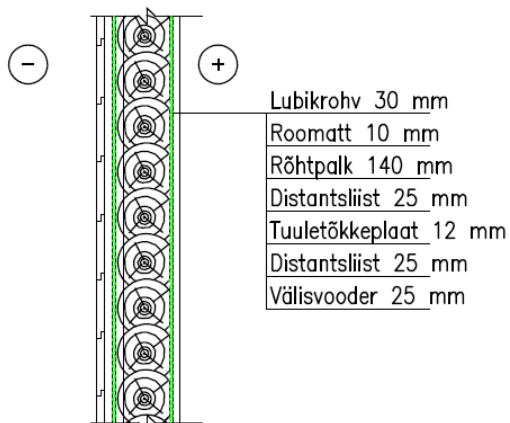 −
+
Lubikrohv 30 mm
Roomatt 10 mm
Rõhtpalk 140 mm
Distantsliist 25 mm
Tuuletõkkeplaat 12 mm
Distantsliist 25 mm
Välisvooder 25 mm